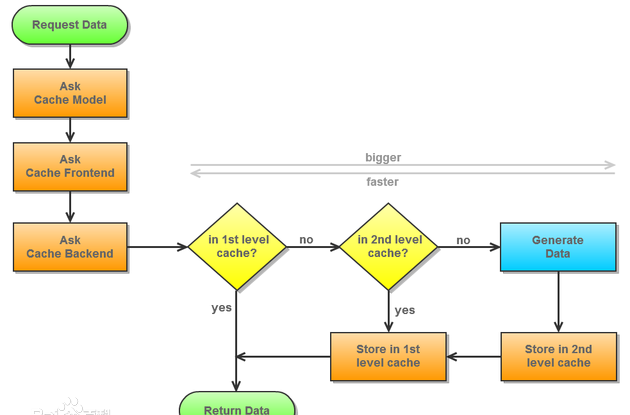 Request Data
Ask
Cache Model
Ask
Cache Frontend
bigger
faster
Ask
Cache Backend
in 1st level
cache?
no
in 2nd level
cache?
no
Generate
Data
yes
yes
Store in 1st
level cache
Store in 2nd
level cache
Return Data